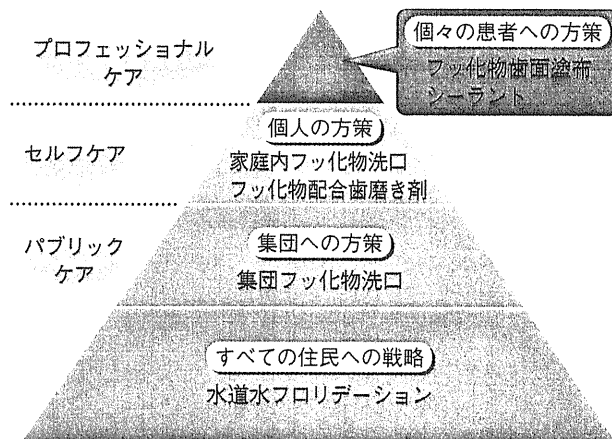 プロフェッショナル
ケア
個々の患者への方策
フッ化物歯面塗布
シーラント
セルフケア
個人の方策
家庭内フッ化物洗口
フッ化物配合歯磨き剤
パブリック
ケア
集団への方策
集団フッ化物洗口
すべての住民への戦略
水道水フロリデーション